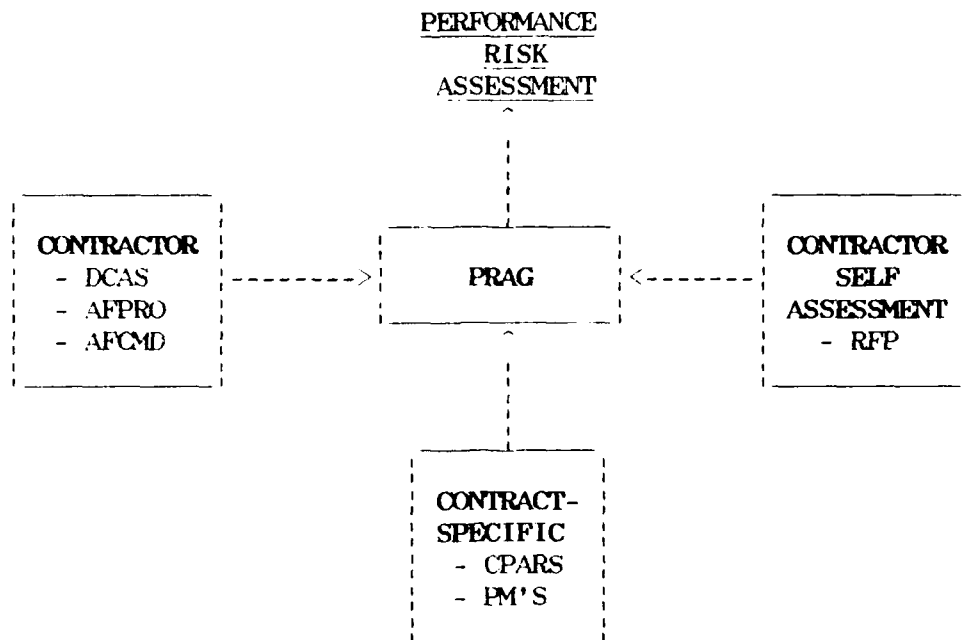 PERFORMANCE
RISK
ASSESSMENT
CONTRACTOR
- DCAS
- AFPRO
- AFCMD
PRAG
CONTRACTOR
SELF
ASSESSMENT
- RFP
CONTRACT-
SPECIFIC
- CPARS
- PM'S